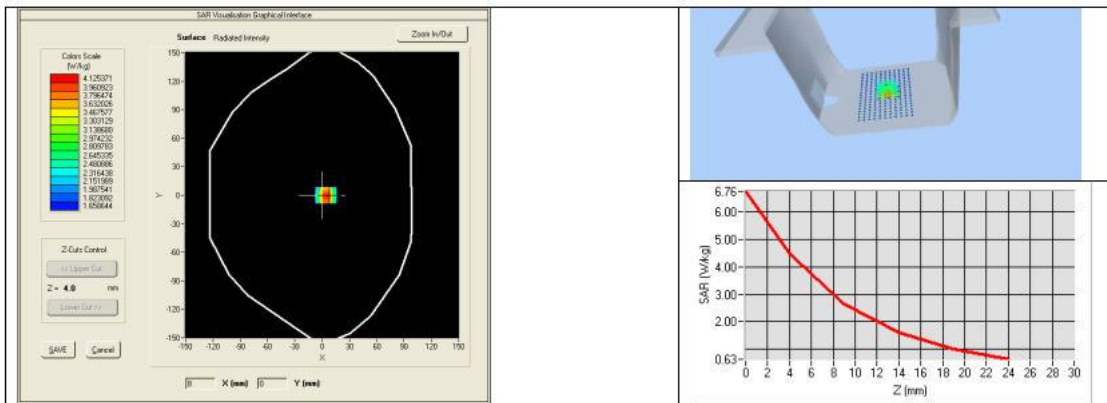 SAR Visualisation Graphical Interface
Surface Radiated Intensity
Zoom In/Out
Colors Scale
(W/kg)
4.125371
3.960923
3.796474
3.632026
3.467577
3.303129
3.138680
2.974232
2.809783
2.645335
2.480886
2.316438
2.151989
1.987541
1.823092
1.658644
Z-Cuts Control
<< Upper Cut
Z = 4.0 mm
Lower Cut >>
SAVE Cancel
150
120
90
60
30
0
-30
-60
-90
-120
-150
Y
-150 -120 -90 -60 -30 0 30 60 90 120 150
X
8 X (mm) 0 Y (mm)
6.76
6.00
4.00
3.00
2.00
0.63
SAR (W/kg)
0 2 4 6 8 10 12 14 16 18 20 22 24 26 28 30
Z (mm)